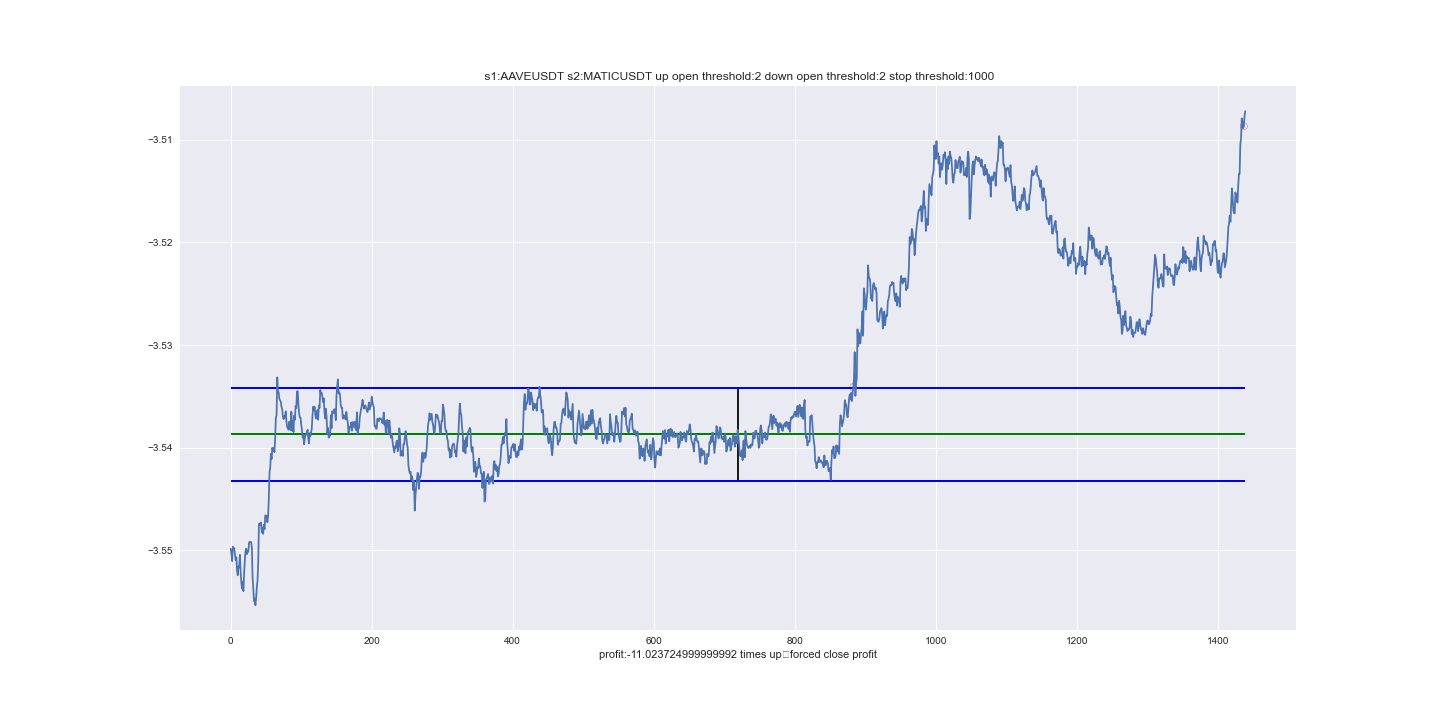 s1:AAVEUSDT s2:MATICUSDT up open threshold:2 down open threshold:2 stop threshold:1000
−3.51
−3.52
−3.53
−3.54
−3.55
0 200 400 600 800 1000 1200 1400
profit:-11.023724999999992 times up□forced close profit